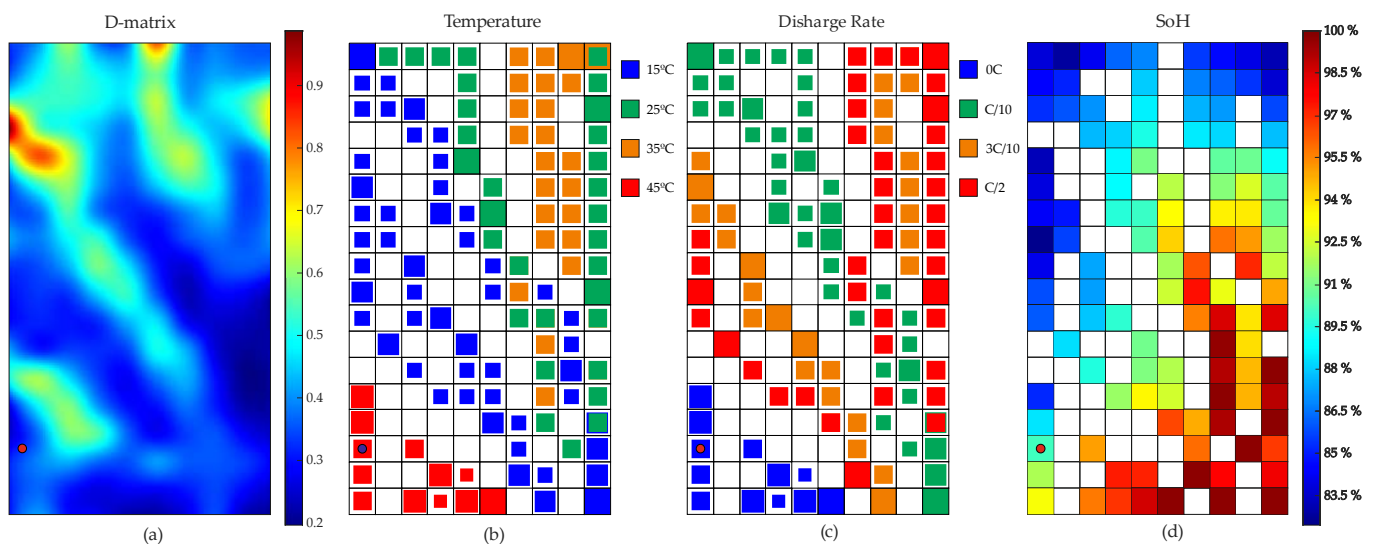 D-matrix
Temperature
Disharge Rate
SoH
0.9
0.8
0.7
0.6
0.5
0.4
0.3
0.2
15ºC
25ºC
35ºC
45ºC
0C
C/10
3C/10
C/2
100 %
98.5 %
97 %
95.5 %
94 %
92.5 %
91 %
89.5 %
88 %
86.5 %
85 %
83.5 %
(a)
(b)
(c)
(d)